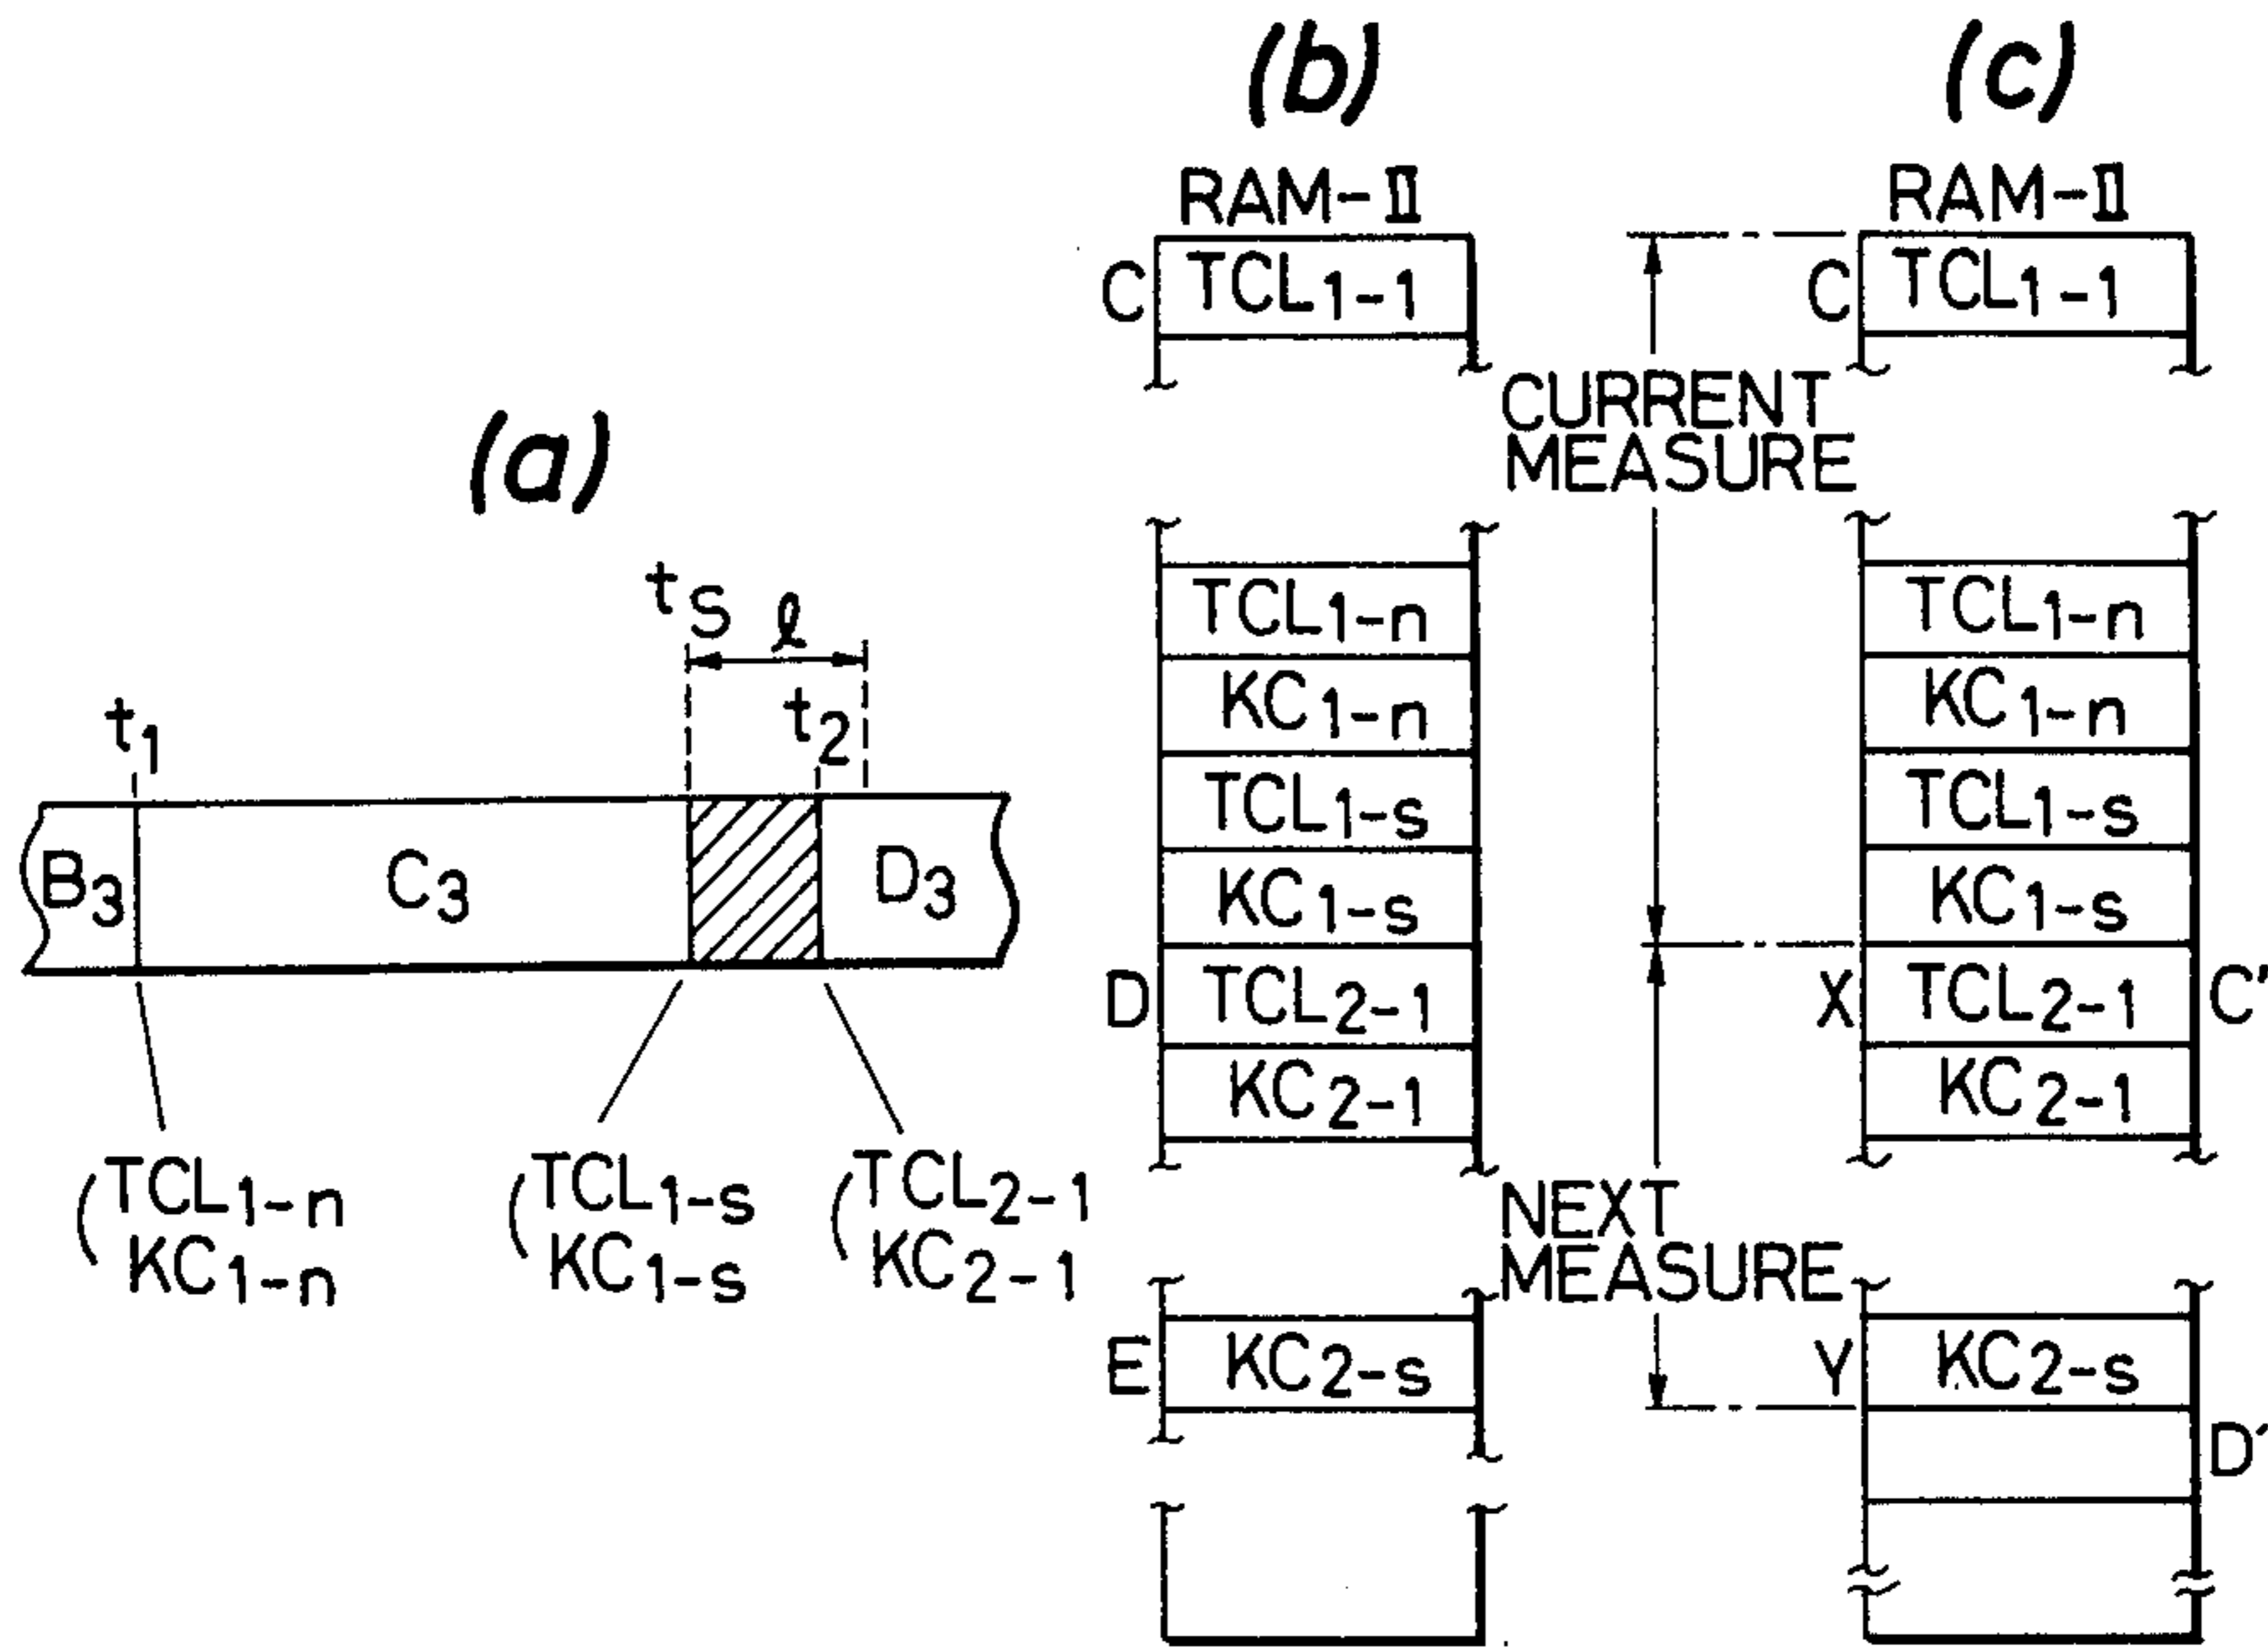 (a)
tS ℓ
t1 t2
B3 C3 D3
(TCL1-n
KC1-n
(TCL1-s
KC1-s
(TCL2-1
KC2-1
(b)
RAM-II
C TCL1-1
TCL1-n
KC1-n
TCL1-s
KC1-s
D TCL2-1
KC2-1
E KC2-s
CURRENT
MEASURE
NEXT
MEASURE
(c)
RAM-II
C TCL1-1
TCL1-n
KC1-n
TCL1-s
KC1-s
X TCL2-1 C'
KC2-1
Y KC2-s
D'